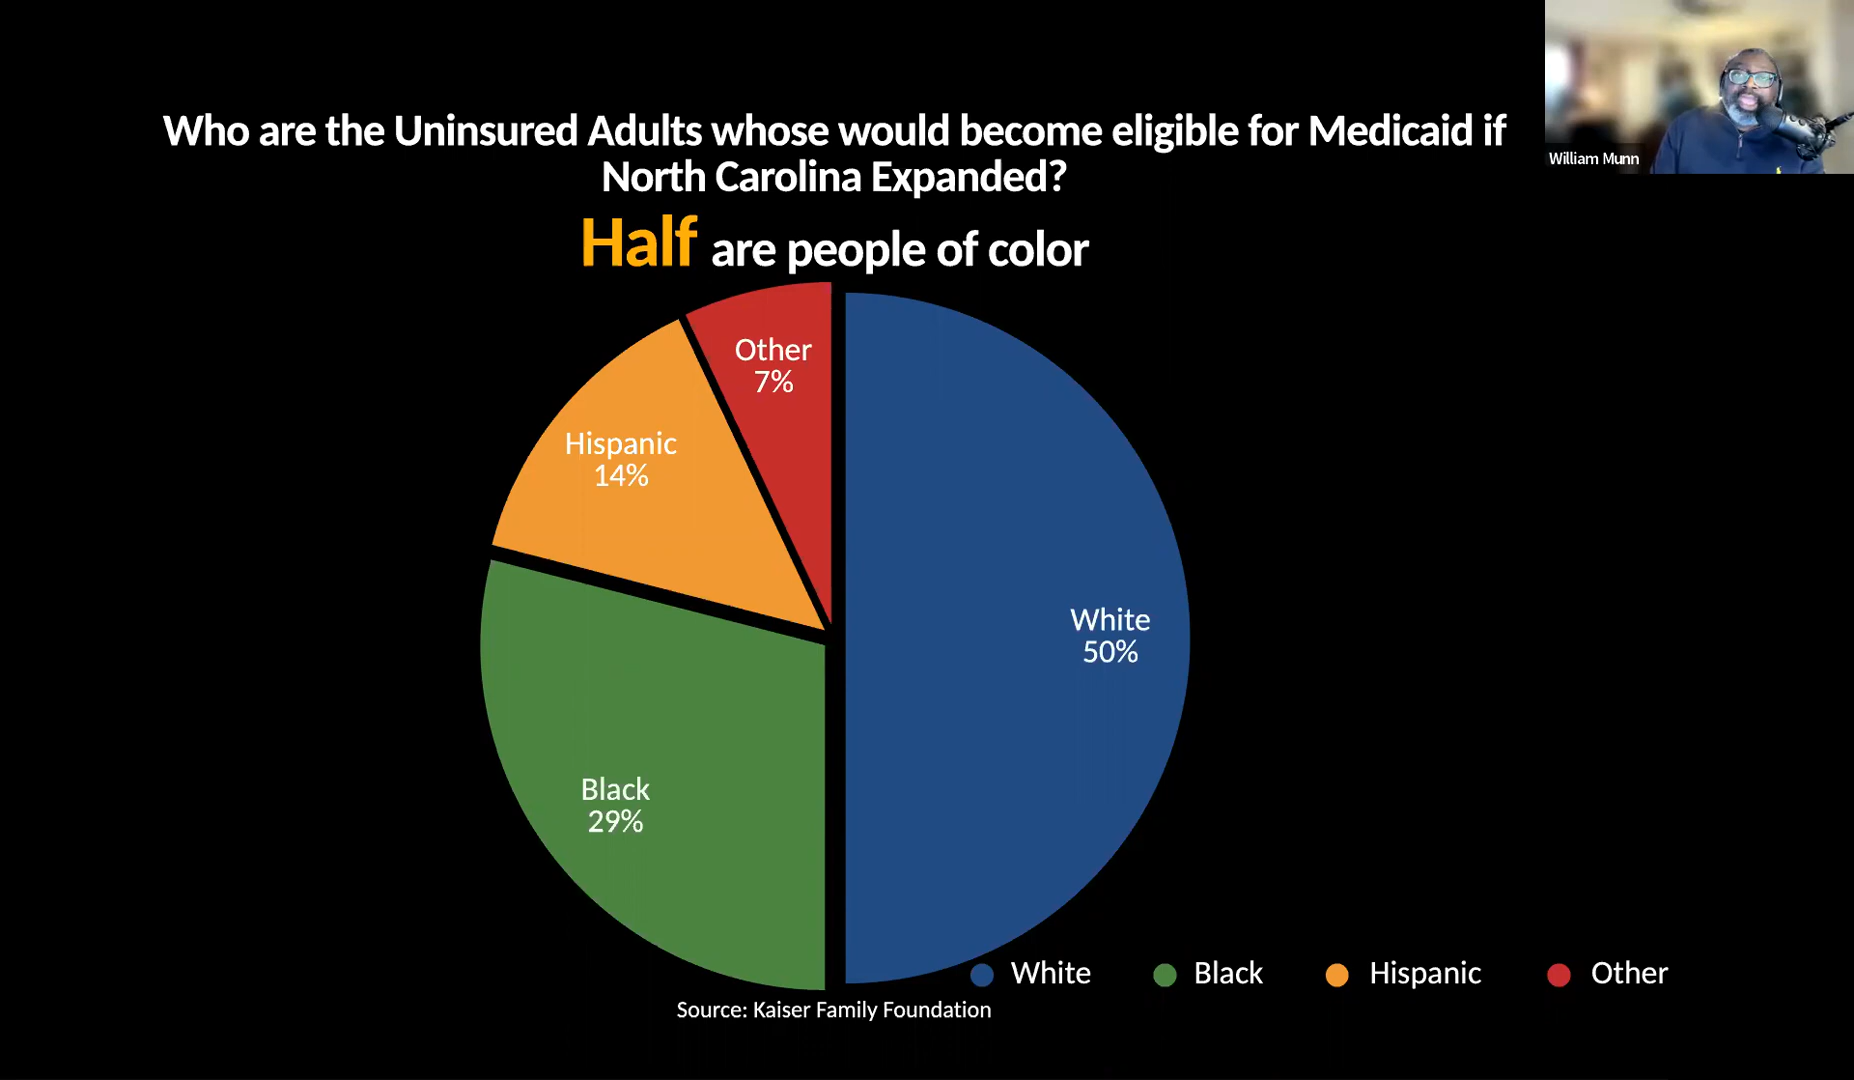 Who are the Uninsured Adults whose would become eligible for Medicaid if
North Carolina Expanded?
Half are people of color
William Munn
Other
7%
Hispanic
14%
White
50%
Black
29%
White Black Hispanic Other
Source: Kaiser Family Foundation